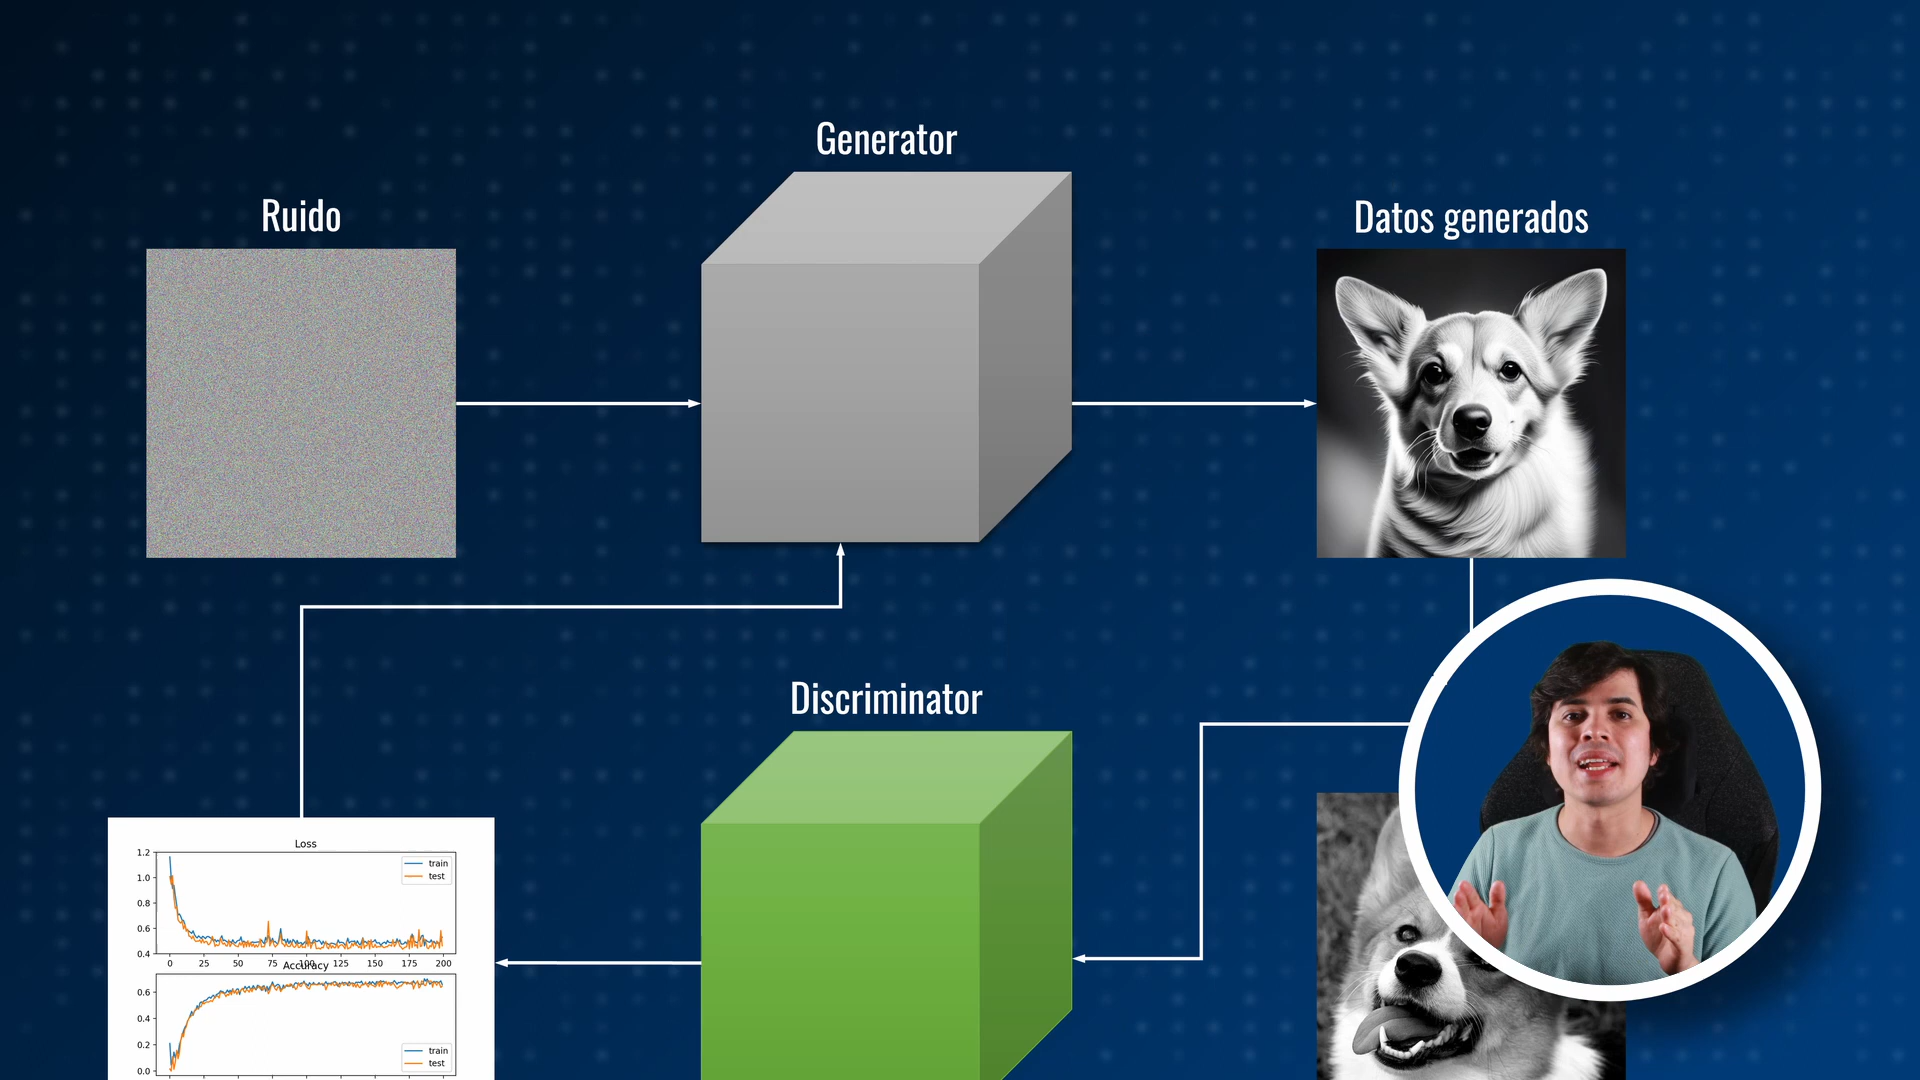 Generator
Ruido
Datos generados
Discriminator
Loss
1.2
1.0
0.8
0.6
0.4
train
test
0 25 50 75 100 125 150 175 200
Accuracy
0.6
0.4
0.2
0.0
train
test